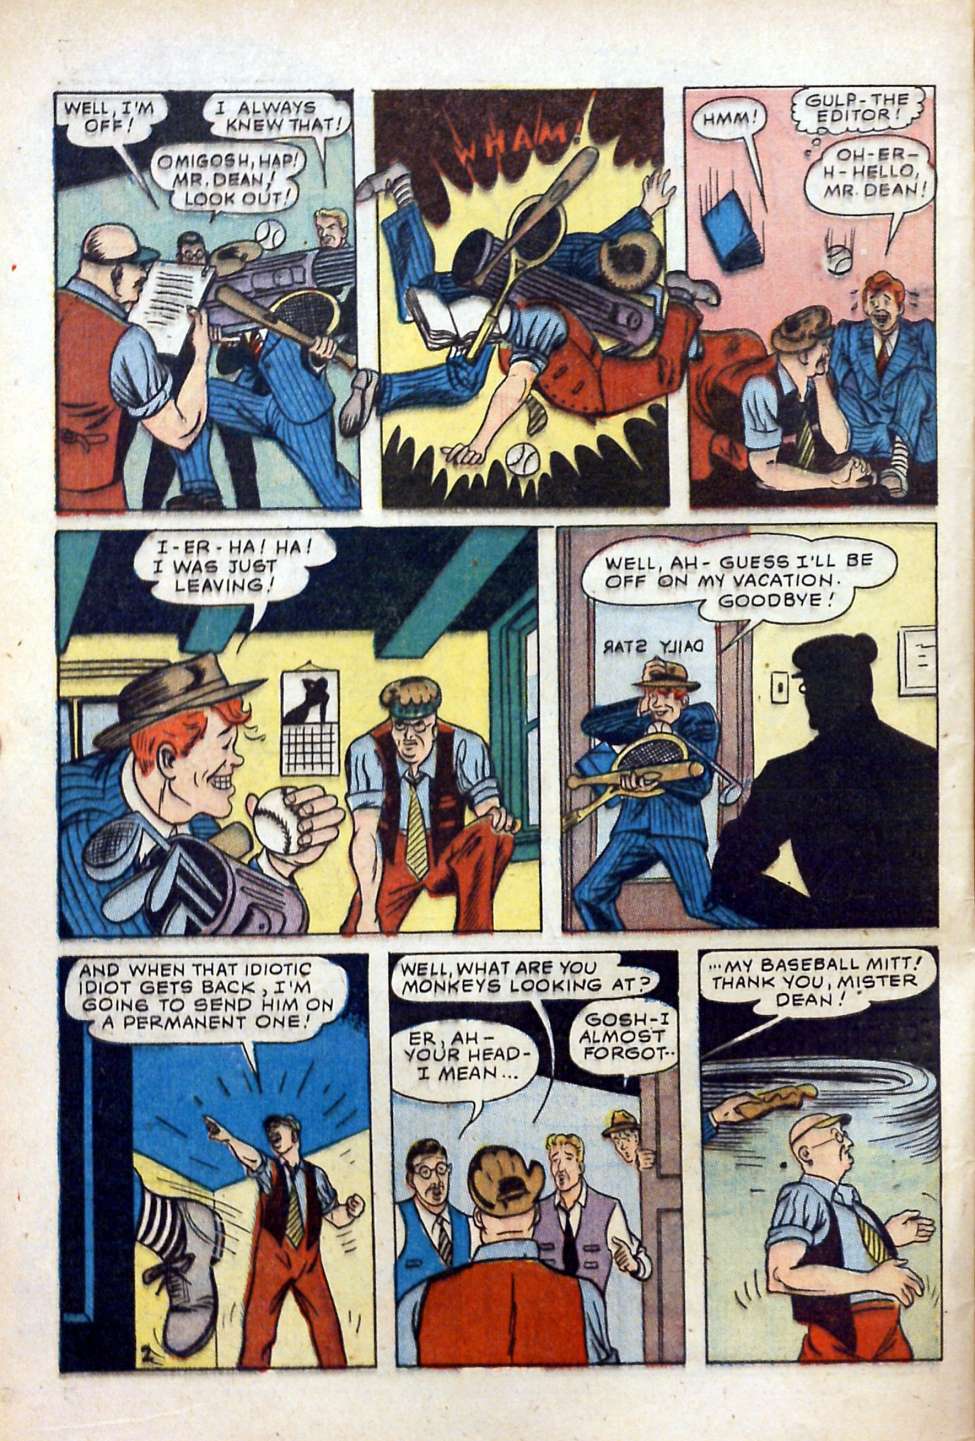 WELL, I'M
OFF!
I ALWAYS
KNEW THAT!
OMIGOSH, HAP!
MR. DEAN!
LOOK OUT!
WHAM!
HMM!
GULP-THE
EDITOR!
OH-ER-
H-HELLO,
MR. DEAN!
I-ER-HA! HA!
I WAS JUST
LEAVING!
WELL, AH-GUESS I'LL BE
OFF ON MY VACATION.
GOODBYE!
DAILY STAR
AND WHEN THAT IDIOTIC
IDIOT GETS BACK, I'M
GOING TO SEND HIM ON
A PERMANENT ONE!
2
WELL, WHAT ARE YOU
MONKEYS LOOKING AT?
ER, AH-
YOUR HEAD-
I MEAN...
GOSH-I
ALMOST
FORGOT--
...MY BASEBALL MITT!
THANK YOU, MISTER
DEAN!